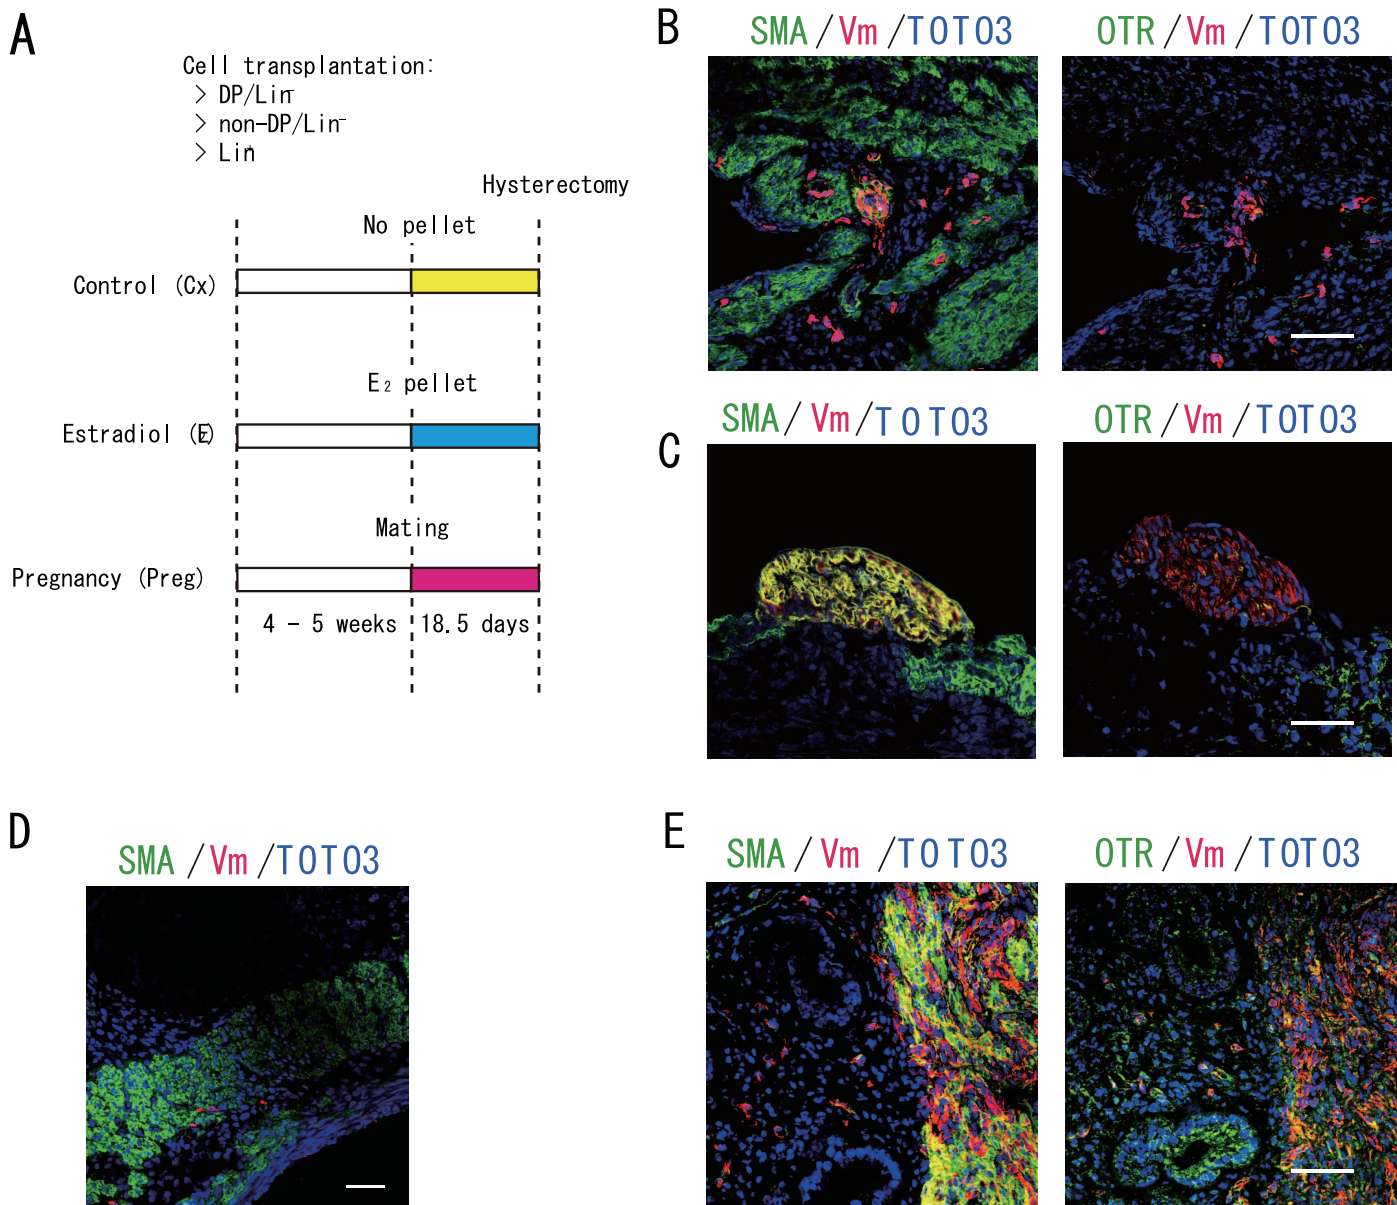 A
Cell transplantation:
> DP/Lin⁻
> non-DP/Lin⁻
> Lin⁺
Hysterectomy
No pellet
Control (Cx)
E₂ pellet
Estradiol (E)
Mating
Pregnancy (Preg)
4 - 5 weeks
18.5 days
B
SMA / Vm / TOTO3
OTR / Vm / TOTO3
C
SMA / Vm / TOTO3
OTR / Vm / TOTO3
D
SMA / Vm / TOTO3
E
SMA / Vm / TOTO3
OTR / Vm / TOTO3